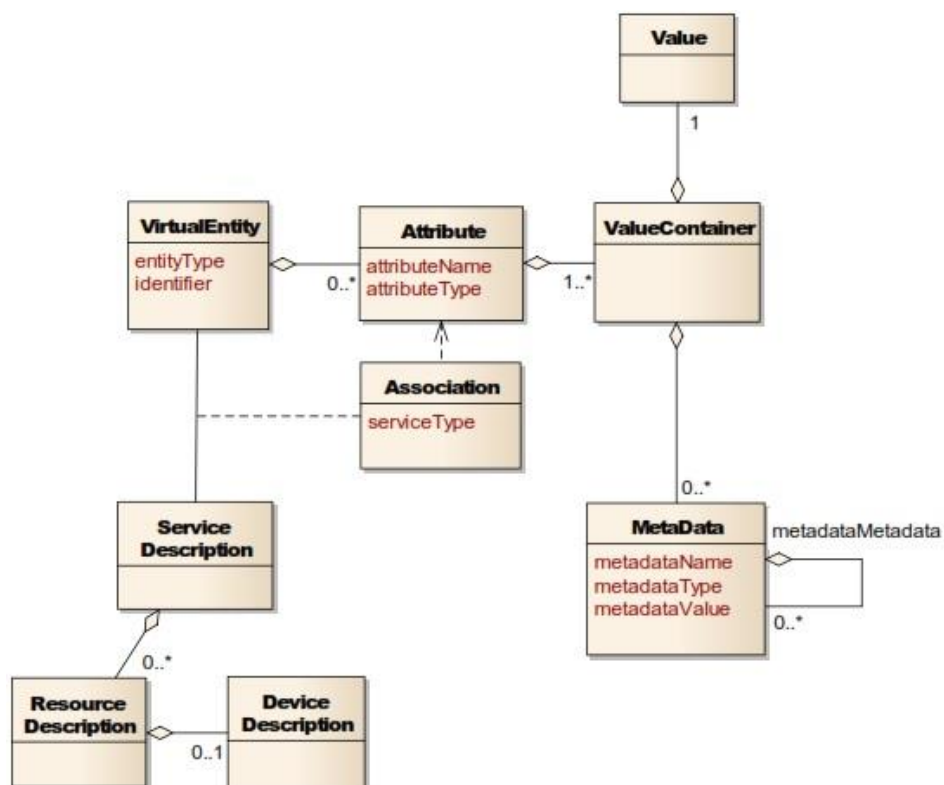 Value
1
VirtualEntity
entityType
identifier
0..*
Attribute
attributeName
attributeType
1..*
ValueContainer
Association
serviceType
0..*
Service
Description
MetaData
metadataName
metadataType
metadataValue
metadataMetadata
0..*
0..*
Resource
Description
0..1
Device
Description